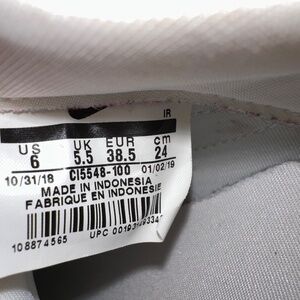 IR
US UK EUR cm
6 5.5 38.5 24
10/31/18 CI5548-100 01/02/19
MADE IN INDONESIA
FABRIQUE EN INDONESIE
108874565
UPC